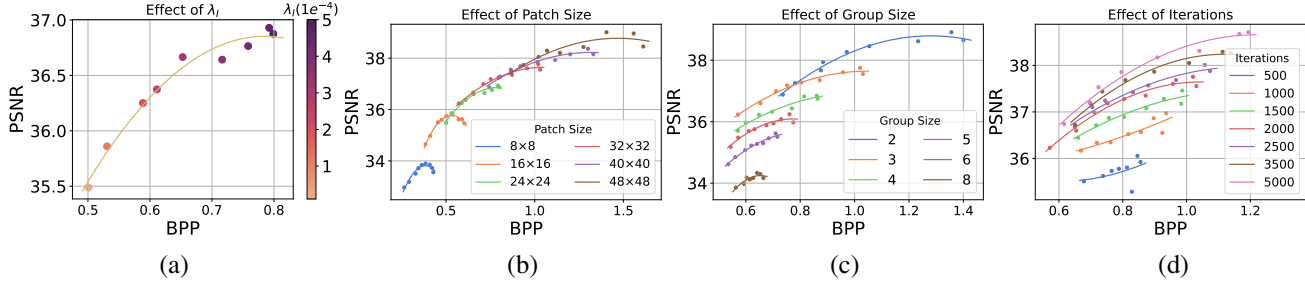 Effect of λ_I
λ_I(1e^-4)
37.0
36.5
36.0
35.5
PSNR
0.5 0.6 0.7 0.8
BPP
5
4
3
2
1
(a)
Effect of Patch Size
38
36
34
PSNR
0.5 1.0 1.5
BPP
Patch Size
8×8 32×32
16×16 40×40
24×24 48×48
(b)
Effect of Group Size
38
37
36
35
34
PSNR
0.6 0.8 1.0 1.2 1.4
BPP
Group Size
2 5
3 6
4 8
(c)
Effect of Iterations
38
37
36
PSNR
0.6 0.8 1.0 1.2
BPP
Iterations
500
1000
1500
2000
2500
3500
5000
(d)